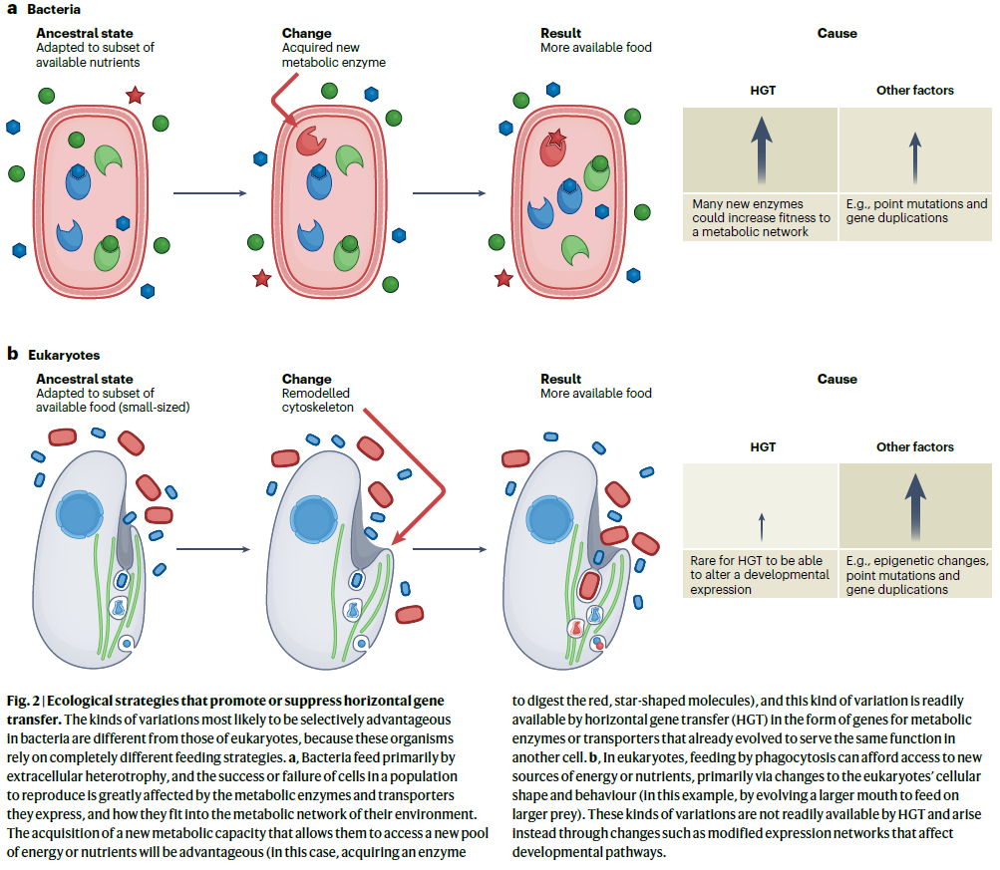 a Bacteria
Ancestral state
Adapted to subset of
available nutrients
Change
Acquired new
metabolic enzyme
Result
More available food
Cause
HGT
Other factors
Many new enzymes
could increase fitness to
a metabolic network
E.g., point mutations and
gene duplications
b Eukaryotes
Ancestral state
Adapted to subset of
available food (small-sized)
Change
Remodelled
cytoskeleton
Result
More available food
Cause
HGT
Other factors
Rare for HGT to be able
to alter a developmental
expression
E.g., epigenetic changes,
point mutations and
gene duplications
Fig. 2 | Ecological strategies that promote or suppress horizontal gene
transfer. The kinds of variations most likely to be selectively advantageous
in bacteria are different from those of eukaryotes, because these organisms
rely on completely different feeding strategies. a, Bacteria feed primarily by
extracellular heterotrophy, and the success or failure of cells in a population
to reproduce is greatly affected by the metabolic enzymes and transporters
they express, and how they fit into the metabolic network of their environment.
The acquisition of a new metabolic capacity that allows them to access a new pool
of energy or nutrients will be advantageous (in this case, acquiring an enzyme
to digest the red, star-shaped molecules), and this kind of variation is readily
available by horizontal gene transfer (HGT) in the form of genes for metabolic
enzymes or transporters that already evolved to serve the same function in
another cell. b, In eukaryotes, feeding by phagocytosis can afford access to new
sources of energy or nutrients, primarily via changes to the eukaryotes' cellular
shape and behaviour (in this example, by evolving a larger mouth to feed on
larger prey). These kinds of variations are not readily available by HGT and arise
instead through changes such as modified expression networks that affect
developmental pathways.